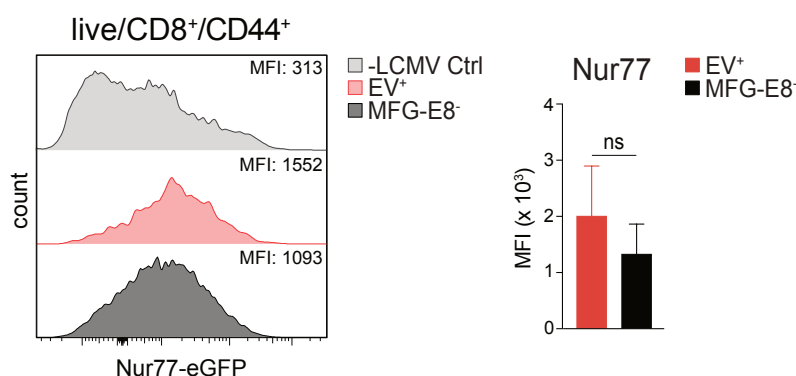 live/CD8⁺/CD44⁺
MFI: 313
MFI: 1552
MFI: 1093
count
Nur77-eGFP
-LCMV Ctrl
EV⁺
MFG-E8⁻
Nur77
EV⁺
MFG-E8⁻
ns
MFI (x 10³)
4
3
2
1
0